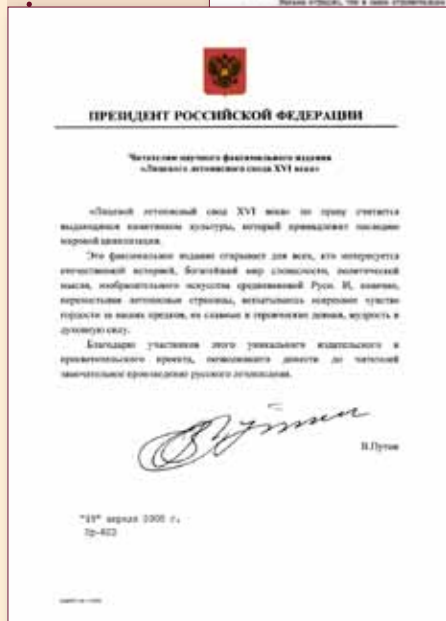 ПРЕЗИДЕНТ РОССИЙСКОЙ ФЕДЕРАЦИИ
Читателям научного факсимильного издания
«Лицевого летописного свода XVI века»
«Лицевой летописный свод XVI века» по праву считается
выдающимся памятником культуры, который принадлежит наследию
мировой цивилизации.
Это факсимильное издание открывает для всех, кто интересуется
отечественной историей, богатейший мир словесности, политической
мысли, изобразительного искусства средневековой Руси. И, конечно,
перелистывая летописные страницы, испытываешь искреннее чувство
гордости за наших предков, их славные и героические деяния, мудрость и
духовную силу.
Благодарю участников этого уникального издательского и
просветительского проекта, позволившего донести до читателей
замечательное произведение русского летописания.
В.Путин
апреля 2008 г.